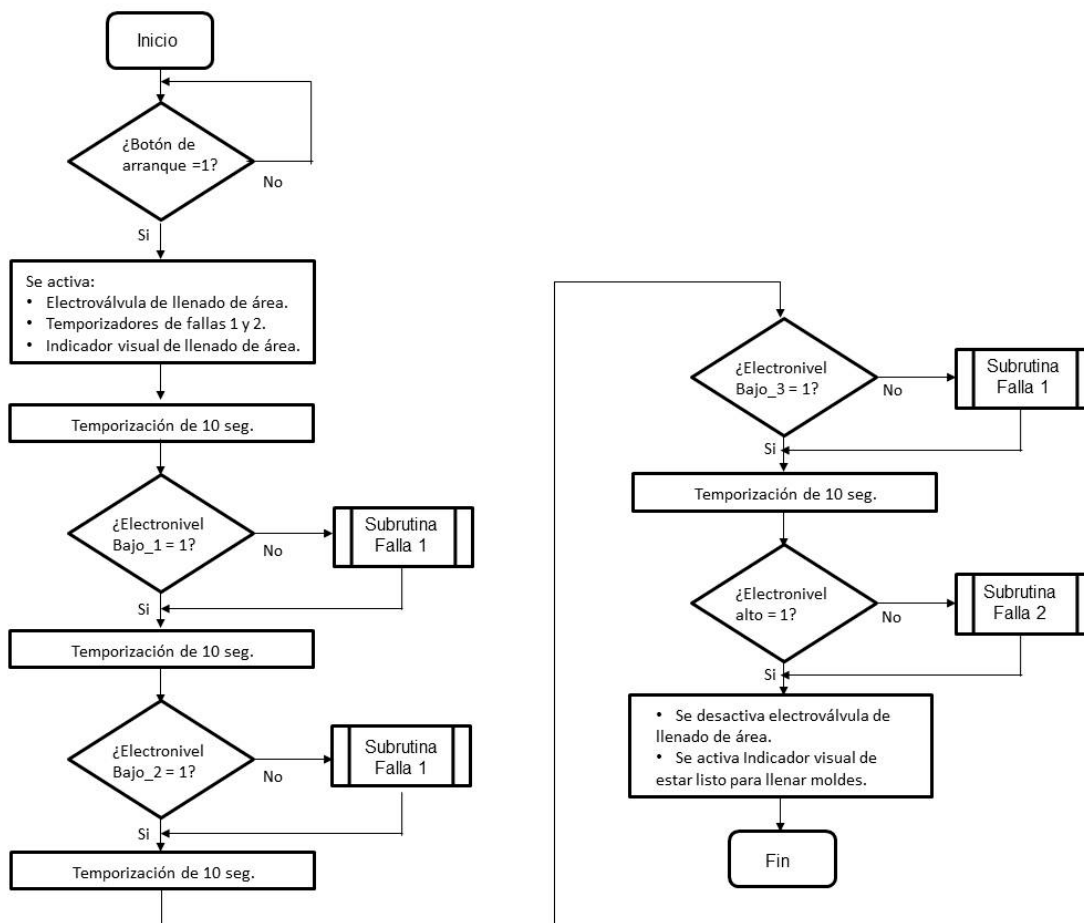 Inicio
¿Botón de
arranque =1?
No
Si
Se activa:
• Electroválvula de llenado de área.
• Temporizadores de fallas 1 y 2.
• Indicador visual de llenado de área.
Temporización de 10 seg.
¿Electronivel
Bajo_1 = 1?
No
Subrutina
Falla 1
Si
Temporización de 10 seg.
¿Electronivel
Bajo_2 = 1?
No
Subrutina
Falla 1
Si
Temporización de 10 seg.
¿Electronivel
Bajo_3 = 1?
No
Subrutina
Falla 1
Si
Temporización de 10 seg.
¿Electronivel
alto = 1?
No
Subrutina
Falla 2
Si
• Se desactiva electroválvula de
llenado de área.
• Se activa Indicador visual de
estar listo para llenar moldes.
Fin